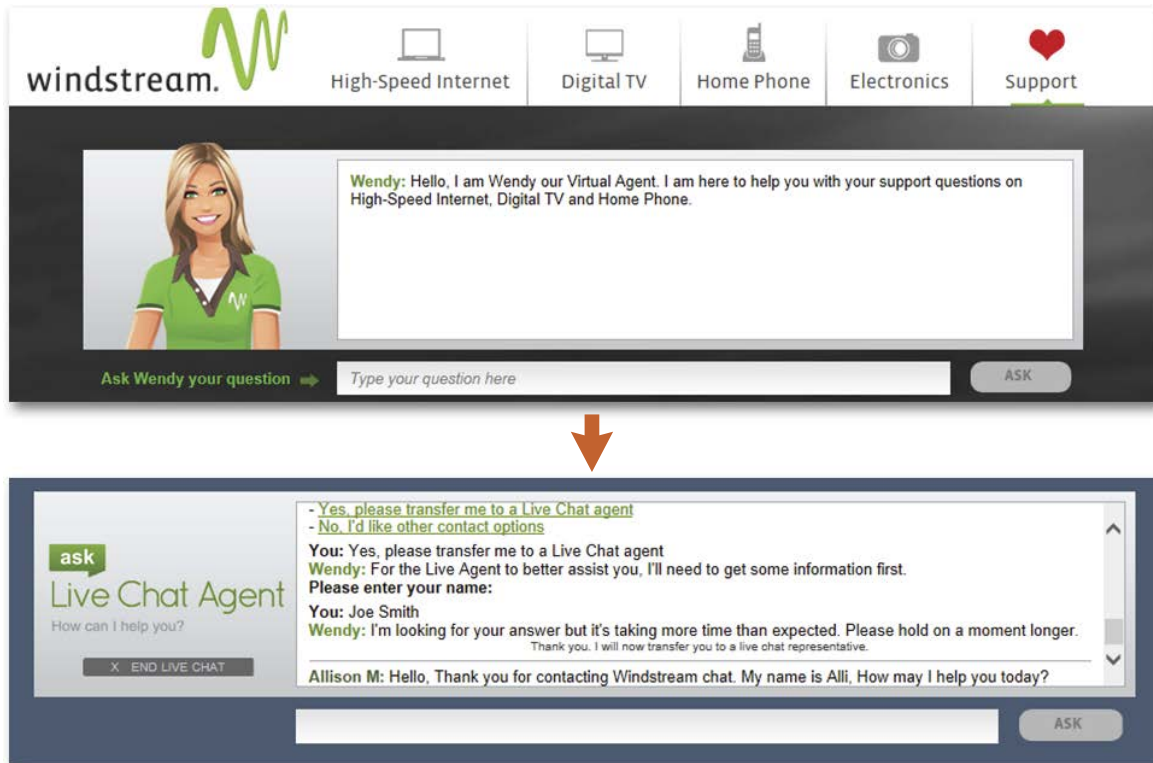 windstream.
High-Speed Internet
Digital TV
Home Phone
Electronics
Support
Wendy: Hello, I am Wendy our Virtual Agent. I am here to help you with your support questions on
High-Speed Internet, Digital TV and Home Phone.
Ask Wendy your question
Type your question here
ASK
- Yes, please transfer me to a Live Chat agent
- No, I'd like other contact options
You: Yes, please transfer me to a Live Chat agent
Wendy: For the Live Agent to better assist you, I'll need to get some information first.
Please enter your name:
You: Joe Smith
Wendy: I'm looking for your answer but it's taking more time than expected. Please hold on a moment longer.
Thank you. I will now transfer you to a live chat representative.
Allison M: Hello, Thank you for contacting Windstream chat. My name is Alli, How may I help you today?
ask
Live Chat Agent
How can I help you?
X END LIVE CHAT
ASK